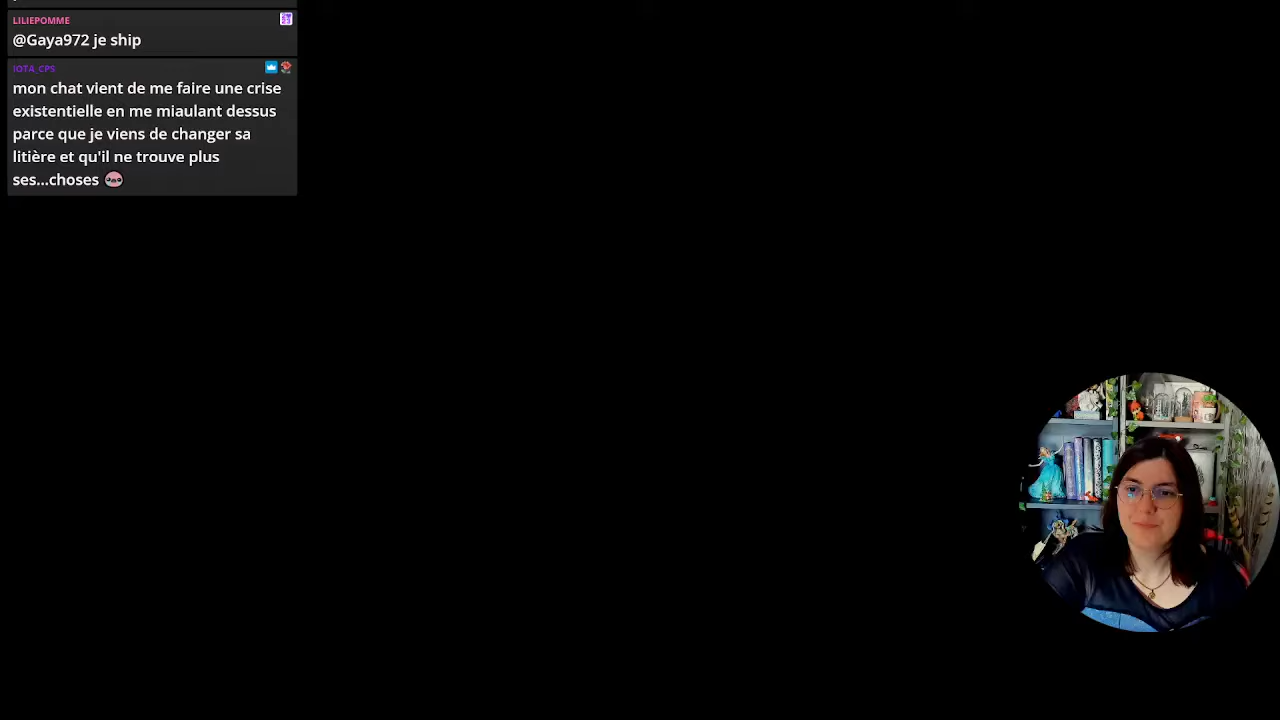 LILIEPOMME
@Gaya972 je ship
IOTA_CPS
mon chat vient de me faire une crise
existentielle en me miaulant dessus
parce que je viens de changer sa
litière et qu'il ne trouve plus
ses...choses